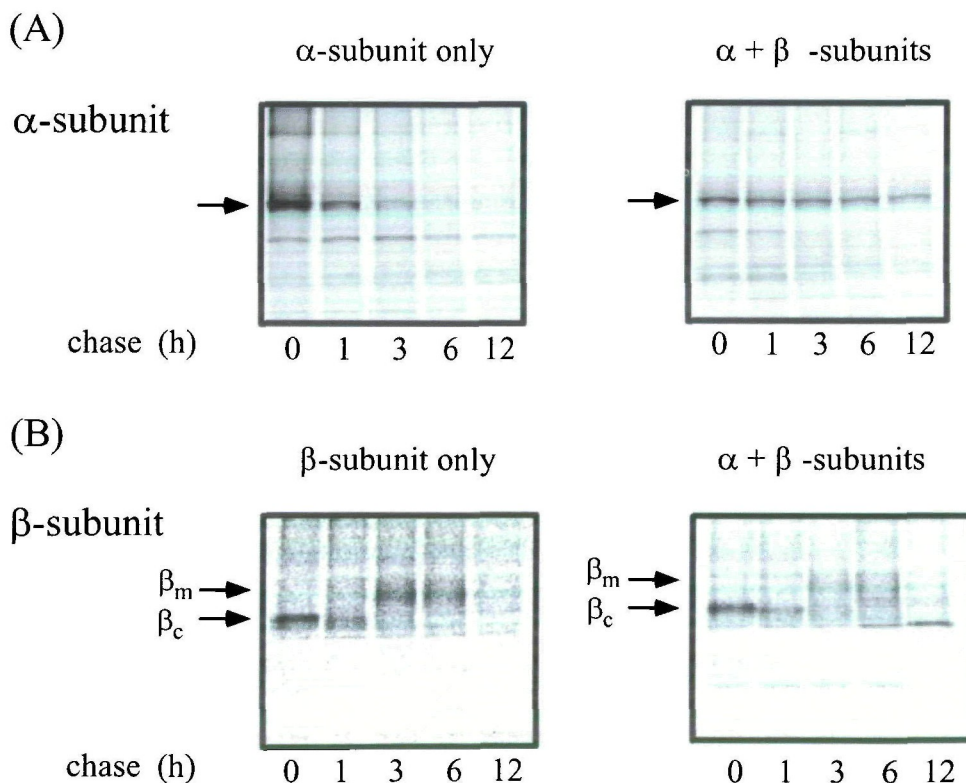 (A)
α-subunit only
α + β -subunits
α-subunit
chase (h)
0 1 3 6 12
0 1 3 6 12
(B)
β-subunit only
α + β -subunits
β-subunit
βm
βc
βm
βc
chase (h)
0 1 3 6 12
0 1 3 6 12